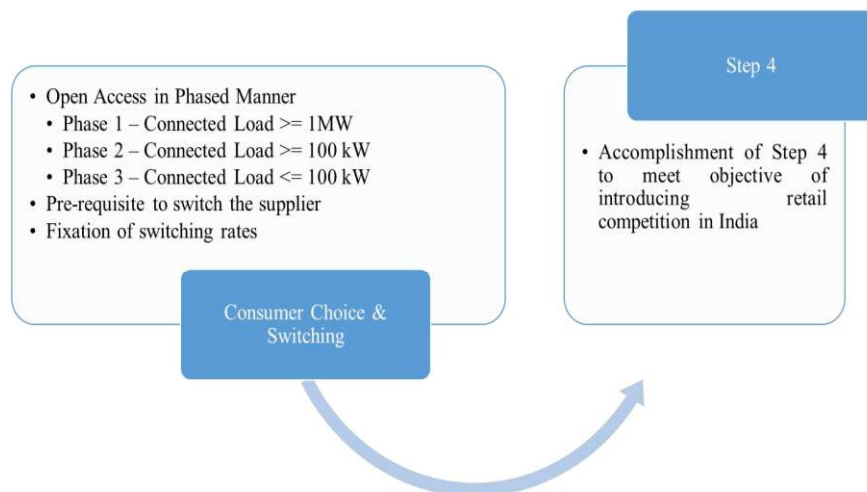 • Open Access in Phased Manner
• Phase 1 – Connected Load >= 1MW
• Phase 2 – Connected Load >= 100 kW
• Phase 3 – Connected Load <= 100 kW
• Pre-requisite to switch the supplier
• Fixation of switching rates
Consumer Choice &
Switching
Step 4
• Accomplishment of Step 4
to meet objective of
introducing retail
competition in India